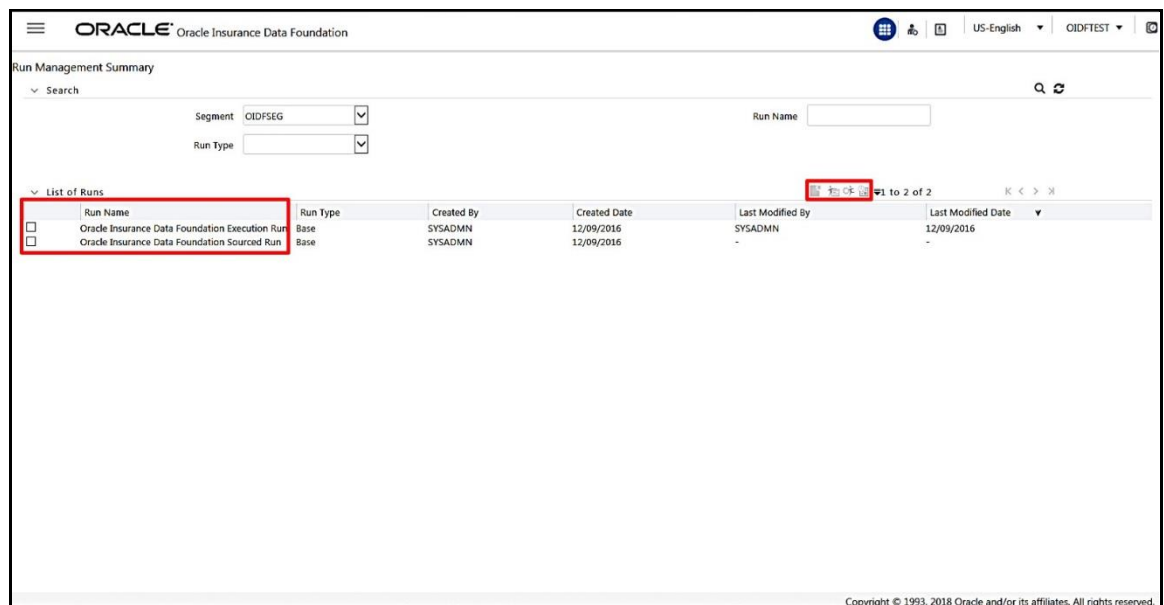 ORACLE® Oracle Insurance Data Foundation US-English OIDFTEST
Run Management Summary
Search
Segment OIDFSEG Run Name
Run Type
List of Runs 1 to 2 of 2
Run Name Run Type Created By Created Date Last Modified By Last Modified Date
Oracle Insurance Data Foundation Execution Run Base SYSADMN 12/09/2016 SYSADMN 12/09/2016
Oracle Insurance Data Foundation Sourced Run Base SYSADMN 12/09/2016 - -
Copyright © 1993, 2018 Oracle and/or its affiliates. All rights reserved.